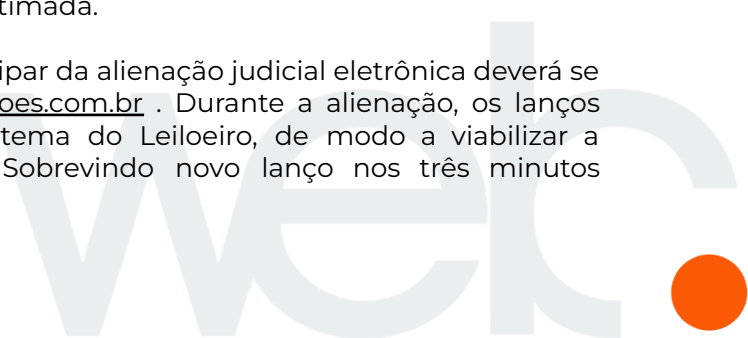 timada.
ipar da alienação judicial eletrônica deverá se
oes.com.br . Durante a alienação, os lanços
tema do Leiloeiro, de modo a viabilizar a
Sobrevindo novo lanço nos três minutos
web.